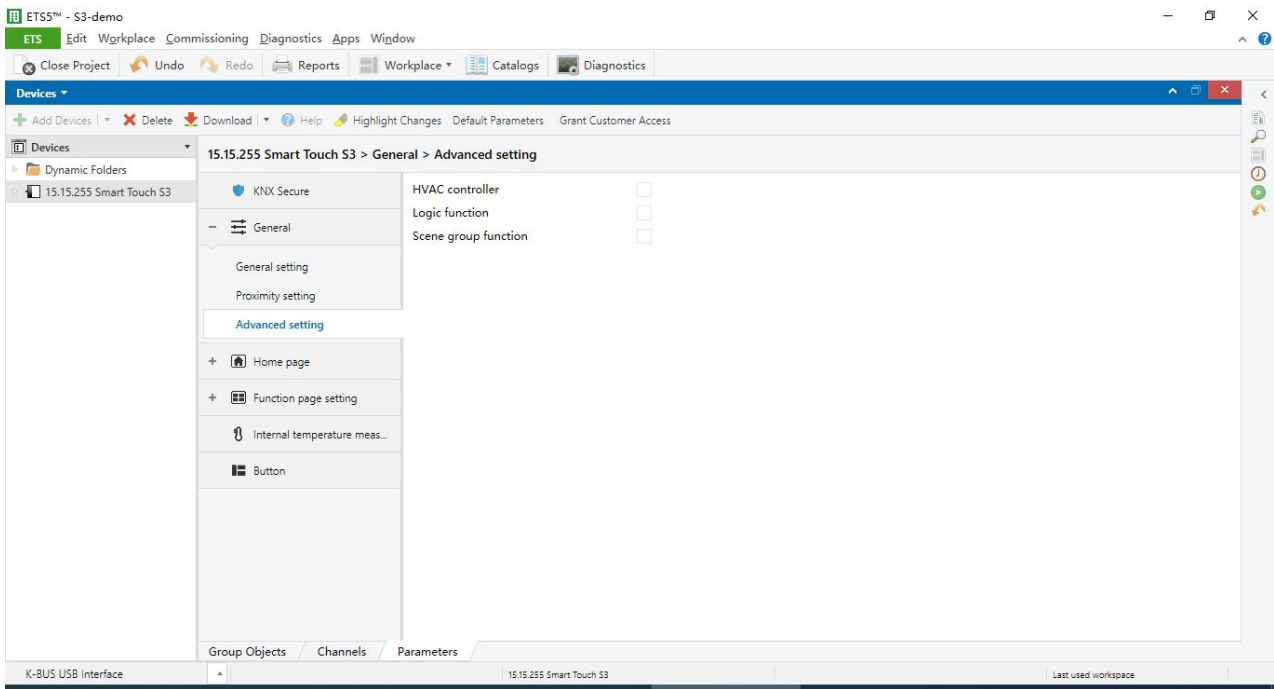 ETS5™ - S3-demo
ETS Edit Workplace Commissioning Diagnostics Apps Window
Close Project Undo Redo Reports Workplace Catalogs Diagnostics
Devices
Add Devices Delete Download Help Highlight Changes Default Parameters Grant Customer Access
Devices
Dynamic Folders
15.15.255 Smart Touch S3
15.15.255 Smart Touch S3 > General > Advanced setting
KNX Secure
General
General setting
Proximity setting
Advanced setting
Home page
Function page setting
Internal temperature meas...
Button
HVAC controller
Logic function
Scene group function
Group Objects Channels Parameters
K-BUS USB Interface 15.15.255 Smart Touch S3 Last used workspace